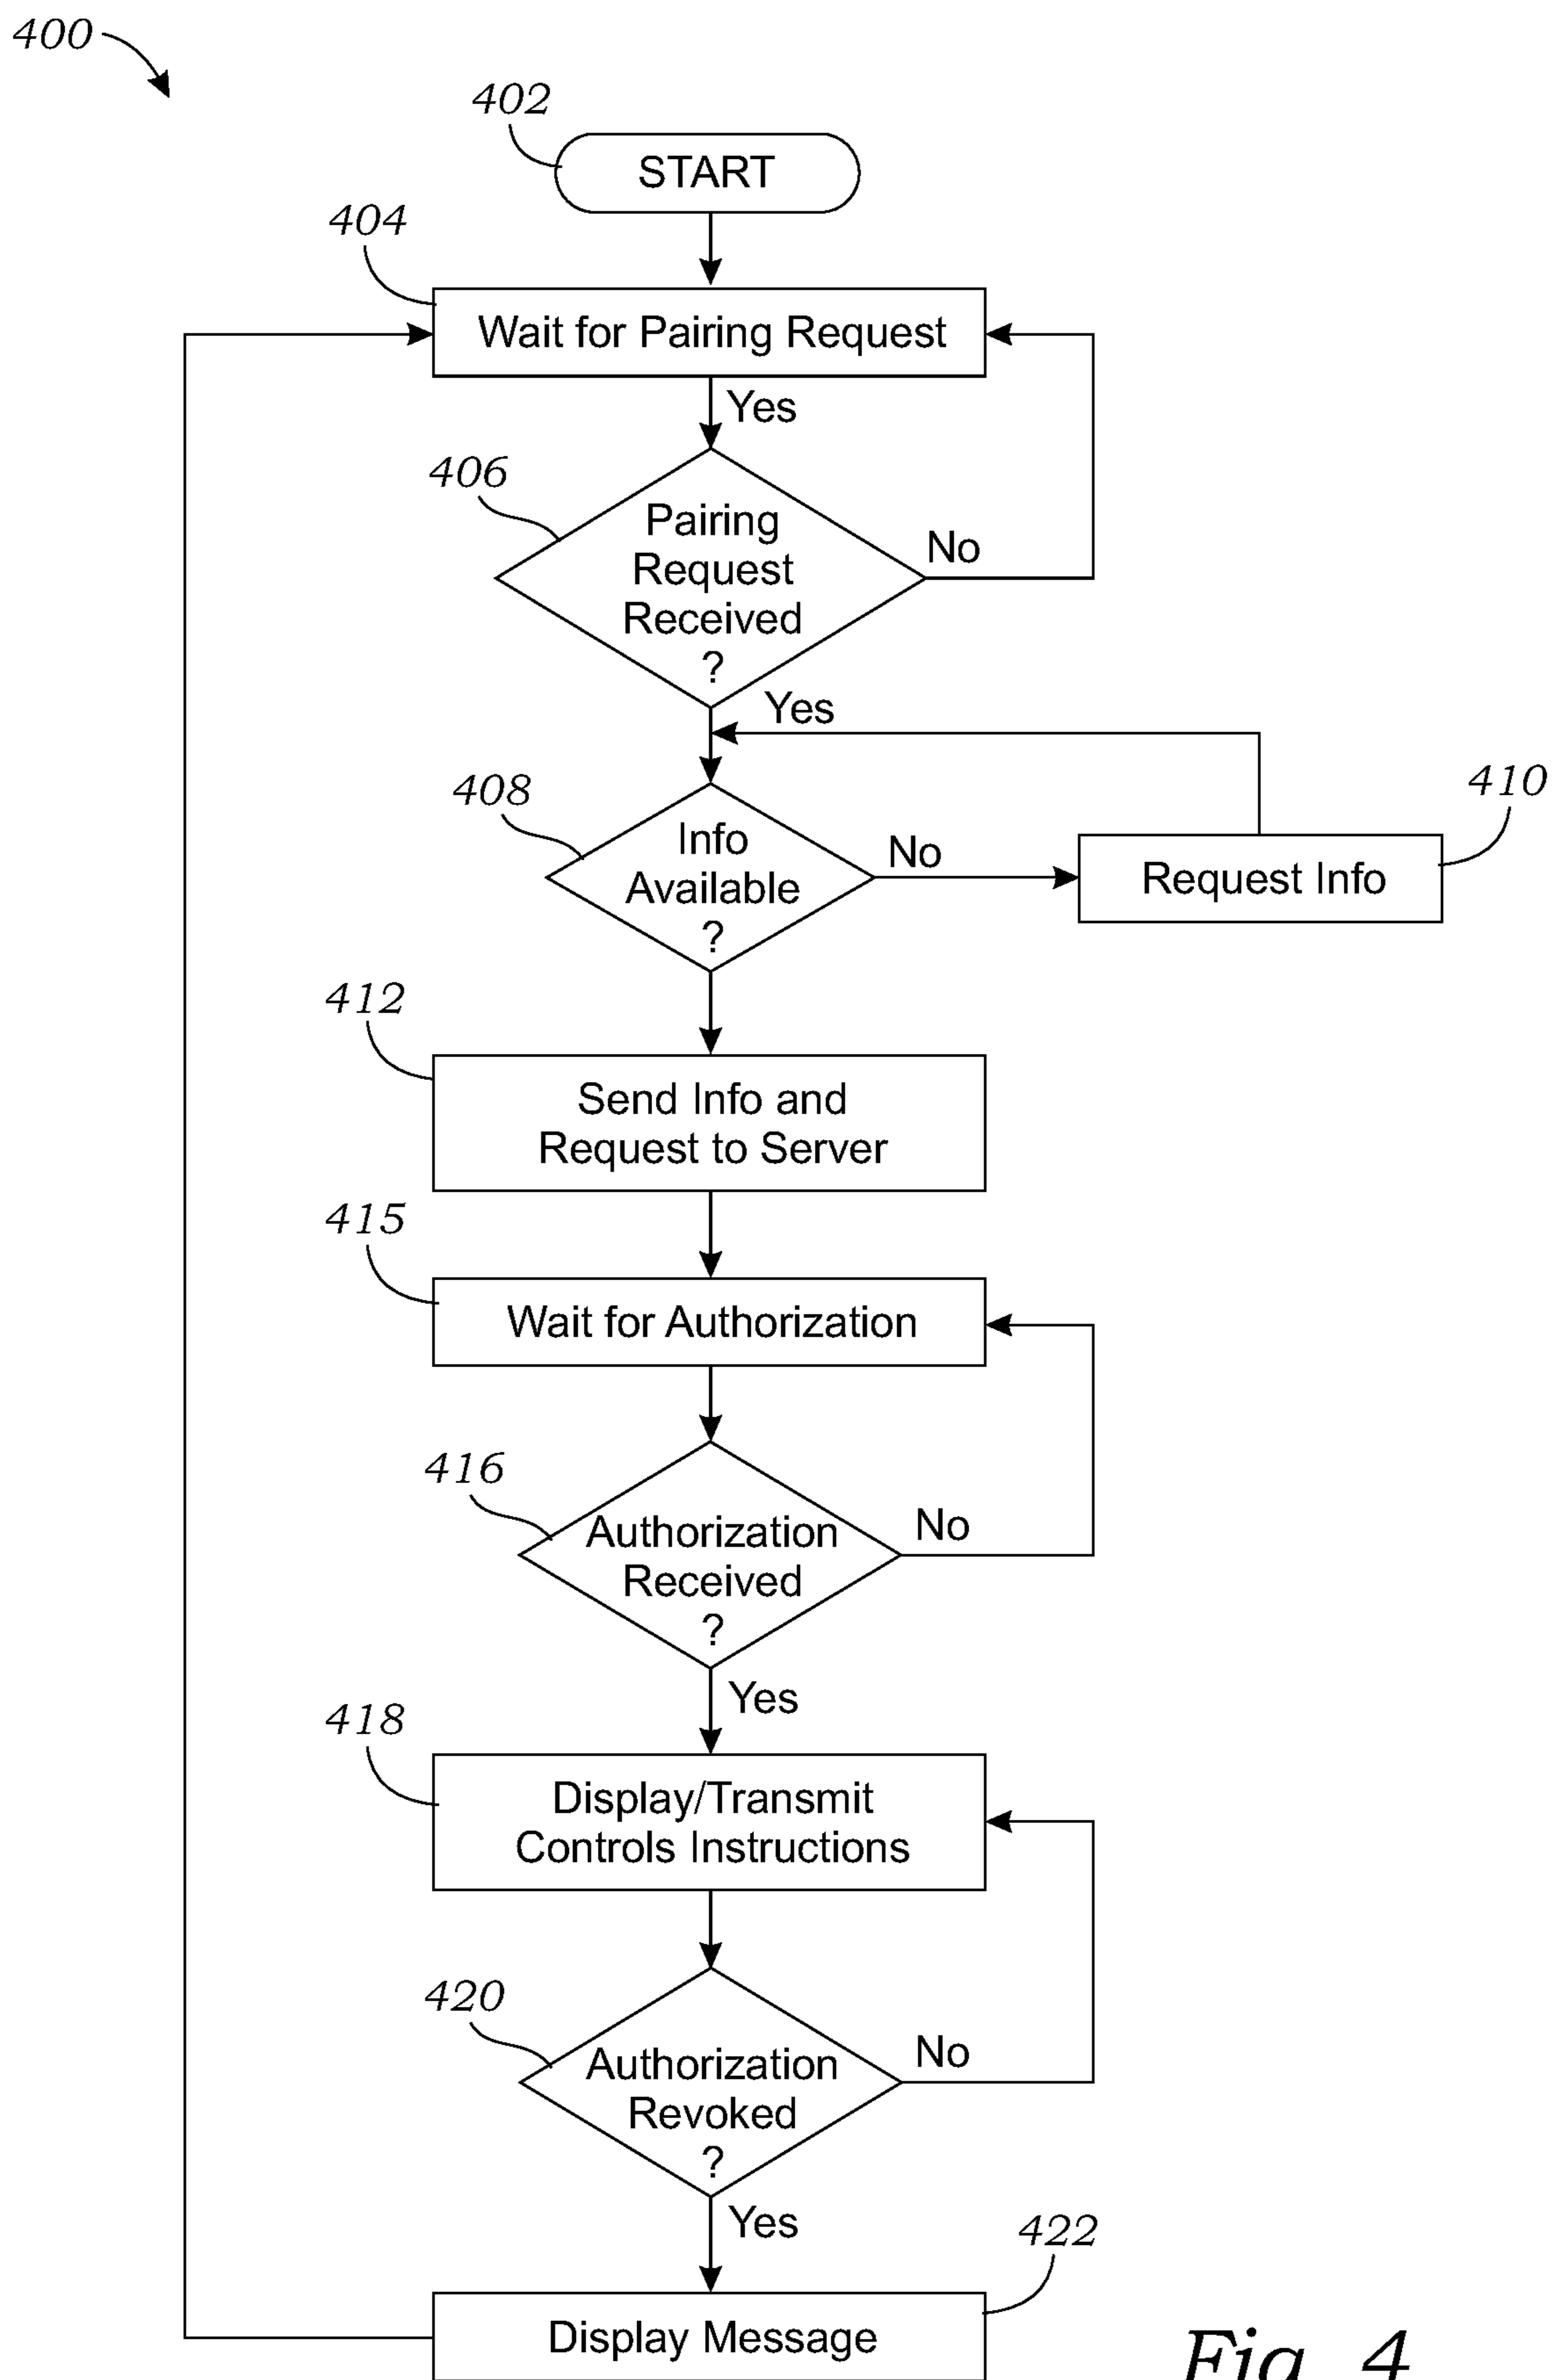 400
402
START
404
Wait for Pairing Request
Yes
406
Pairing
Request
Received
?
No
Yes
408
Info
Available
?
No
410
Request Info
412
Send Info and
Request to Server
415
Wait for Authorization
416
Authorization
Received
?
No
Yes
418
Display/Transmit
Controls Instructions
420
Authorization
Revoked
?
No
Yes
422
Display Message
Fig. 4